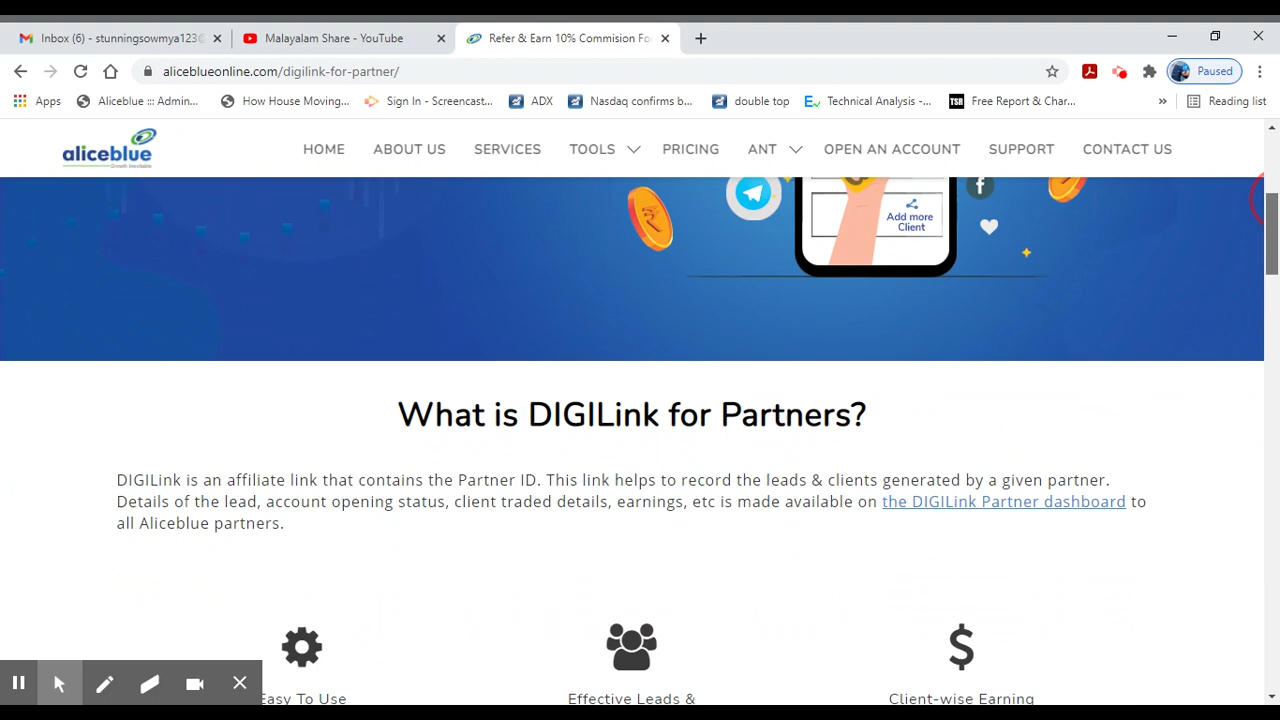 Inbox (6) - stunningsowmya123@
Malayalam Share - YouTube
Refer & Earn 10% Commision Fo
aliceblueonline.com/digilink-for-partner/
Paused
Apps
Aliceblue ::: Admin...
How House Moving...
Sign In - Screencast...
ADX
Nasdaq confirms b...
double top
Technical Analysis -...
TSR
Free Report & Char...
»
Reading list
aliceblue
HOME
ABOUT US
SERVICES
TOOLS
PRICING
ANT
OPEN AN ACCOUNT
SUPPORT
CONTACT US
Add more
Client
What is DIGILink for Partners?
DIGILink is an affiliate link that contains the Partner ID. This link helps to record the leads & clients generated by a given partner.
Details of the lead, account opening status, client traded details, earnings, etc is made available on the DIGILink Partner dashboard to
all Aliceblue partners.
Easy To Use
Effective Leads &
Client-wise Earning